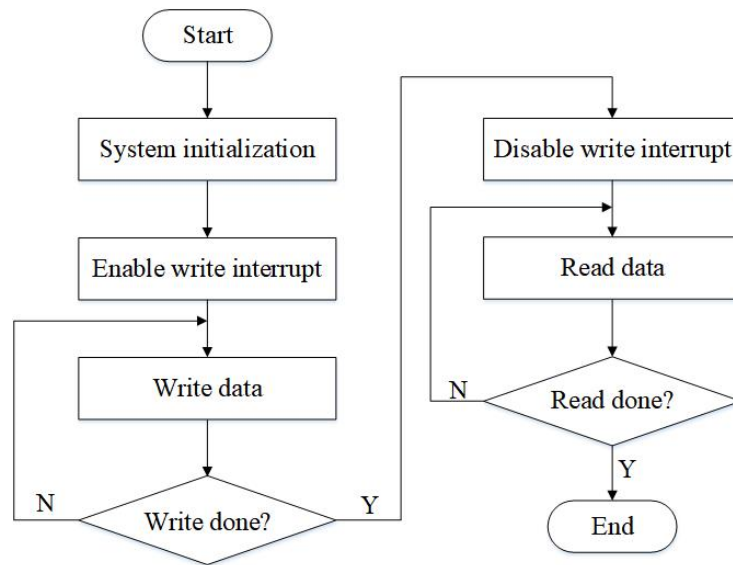 Start
System initialization
Enable write interrupt
Write data
Write done?
N
Y
Disable write interrupt
Read data
Read done?
N
Y
End